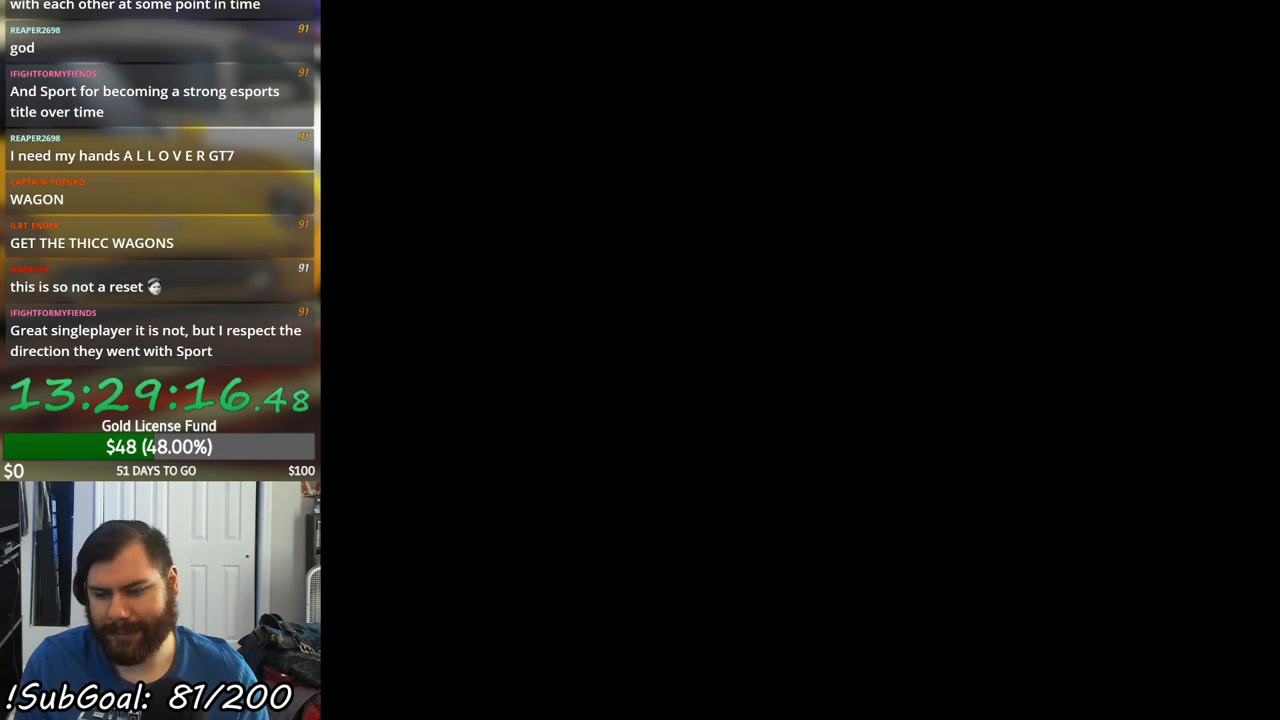 with each other at some point in time
REAPER2698 91
god
IFIGHTFORMYFIENDS 91
And Sport for becoming a strong esports
title over time
REAPER2698 91
I need my hands A L L O V E R GT7
CAPTAIN POPUKO
WAGON
ILRT ENDER 91
GET THE THICC WAGONS
91
this is so not a reset
IFIGHTFORMYFIENDS 91
Great singleplayer it is not, but I respect the
direction they went with Sport
13:29:16.48
Gold License Fund
$48 (48.00%)
$0 51 DAYS TO GO $100
!SubGoal: 81/200